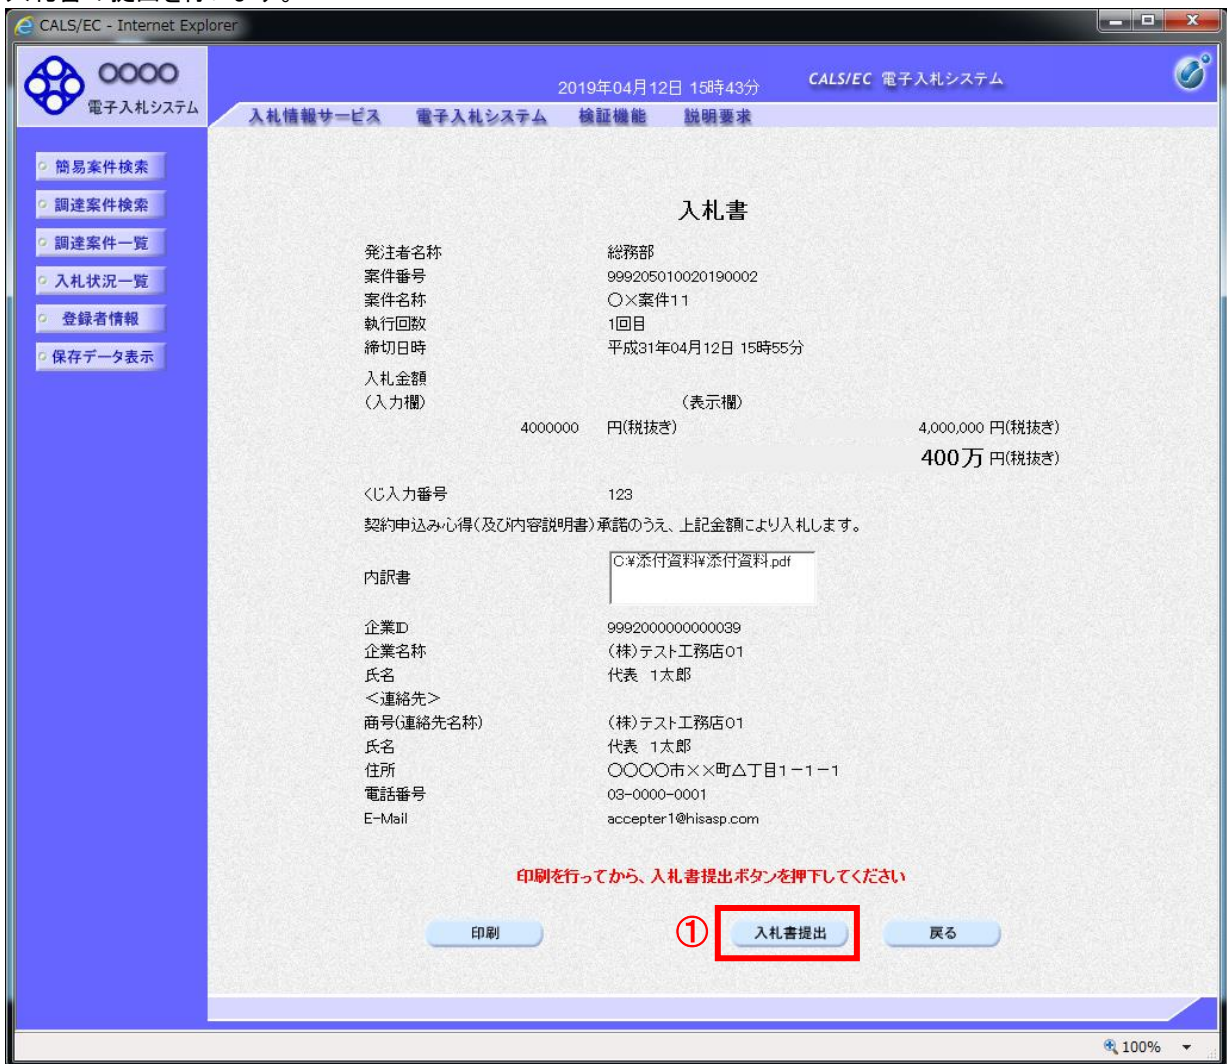 CALS/EC - Internet Explorer
〇〇〇〇
電子入札システム
2019年04月12日 15時43分
CALS/EC 電子入札システム
入札情報サービス 電子入札システム 検証機能 説明要求
簡易案件検索
調達案件検索
調達案件一覧
入札状況一覧
登録者情報
保存データ表示
入札書
発注者名称 総務部
案件番号 999205010020190002
案件名称 〇×案件11
執行回数 1回目
締切日時 平成31年04月12日 15時55分
入札金額
(入力欄) (表示欄)
4000000 円(税抜き) 4,000,000 円(税抜き)
400万 円(税抜き)
くじ入力番号 123
契約申込み心得(及び内容説明書)承諾のうえ、上記金額により入札します。
内訳書 C:¥添付資料¥添付資料.pdf
企業ID 9992000000000039
企業名称 (株)テスト工務店01
氏名 代表 1太郎
<連絡先>
商号(連絡先名称) (株)テスト工務店01
氏名 代表 1太郎
住所 〇〇〇〇市××町△丁目1-1-1
電話番号 03-0000-0001
E-Mail accepter1@hisasp.com
印刷を行ってから、入札書提出ボタンを押下してください
印刷 ① 入札書提出 戻る
100%